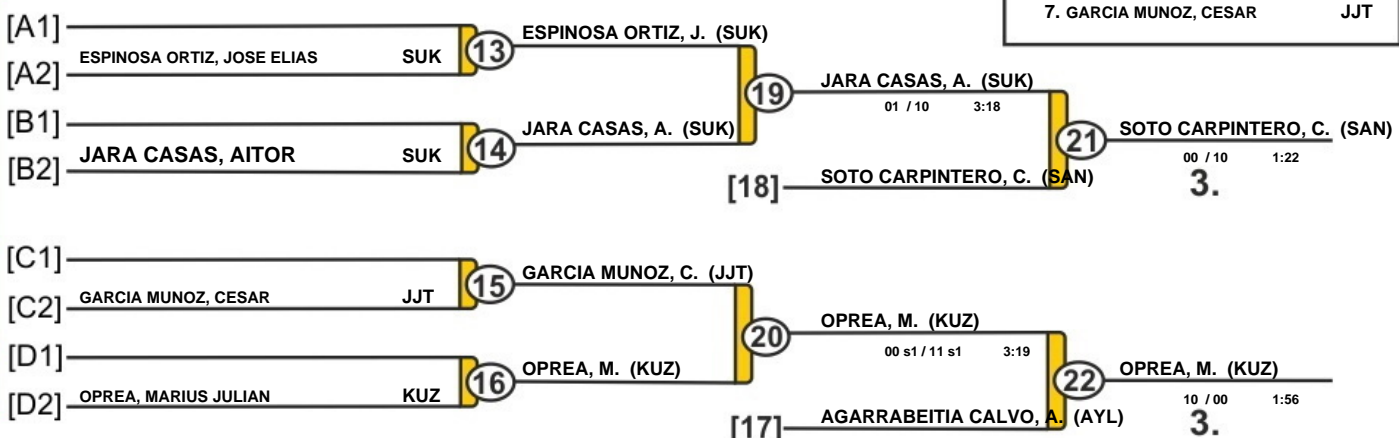 7. GARCIA MUNOZ, CESAR JJT
[A1]
ESPINOSA ORTIZ, JOSE ELIAS SUK
[A2]
13
ESPINOSA ORTIZ, J. (SUK)
[B1]
JARA CASAS, AITOR SUK
[B2]
14
JARA CASAS, A. (SUK)
19
JARA CASAS, A. (SUK)
01 / 10 3:18
[18]
SOTO CARPINTERO, C. (SAN)
21
SOTO CARPINTERO, C. (SAN)
00 / 10 1:22
3.
[C1]
GARCIA MUNOZ, CESAR JJT
[C2]
15
GARCIA MUNOZ, C. (JJT)
[D1]
OPREA, MARIUS JULIAN KUZ
[D2]
16
OPREA, M. (KUZ)
20
OPREA, M. (KUZ)
00 s1 / 11 s1 3:19
[17]
AGARRABEITIA CALVO, A. (AYL)
22
OPREA, M. (KUZ)
10 / 00 1:56
3.